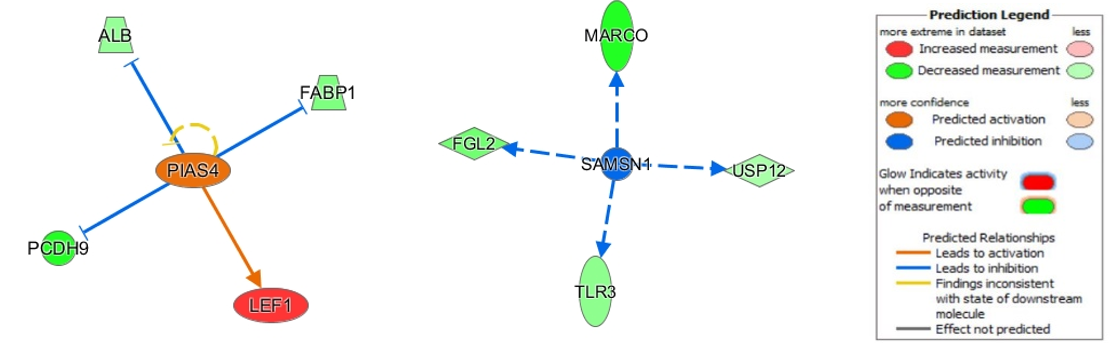 ALB
FABP1
PIAS4
PCDH9
LEF1
MARCO
FGL2
SAMSN1
USP12
TLR3
Prediction Legend
more extreme in dataset less
Increased measurement
Decreased measurement
more confidence less
Predicted activation
Predicted inhibition
Glow Indicates activity
when opposite
of measurement
Predicted Relationships
Leads to activation
Leads to inhibition
Findings inconsistent
with state of downstream
molecule
Effect not predicted